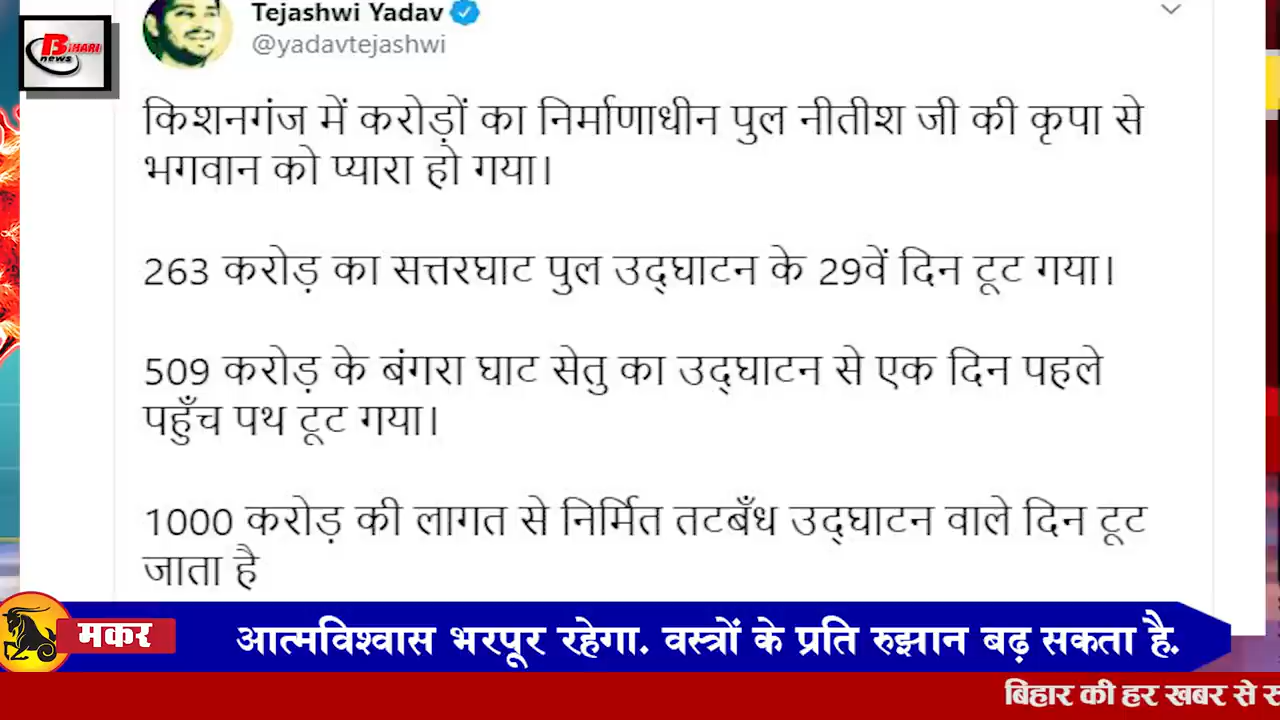 Tejashwi Yadav
@yadavtejashwi
BIHARI
news
किशनगंज में करोड़ों का निर्माणाधीन पुल नीतीश जी की कृपा से
भगवान को प्यारा हो गया।
263 करोड़ का सत्तरघाट पुल उद्घाटन के 29वें दिन टूट गया।
509 करोड़ के बंगरा घाट सेतु का उद्घाटन से एक दिन पहले
पहुँच पथ टूट गया।
1000 करोड़ की लागत से निर्मित तटबँध उद्घाटन वाले दिन टूट
जाता है
मकर
आत्मविश्वास भरपूर रहेगा. वस्त्रों के प्रति रुझान बढ़ सकता है.
बिहार की हर खबर से